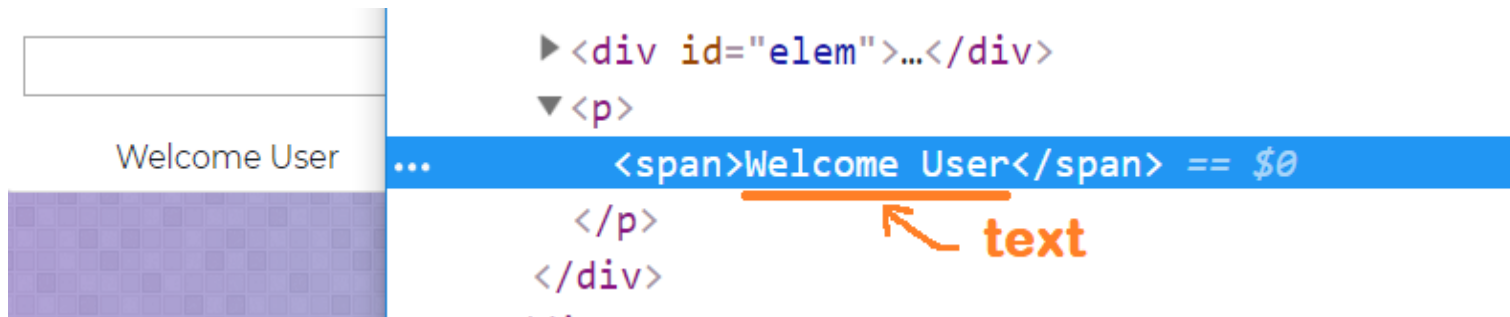 <div id="elem">…</div>
<p>
Welcome User
... <span>Welcome User</span> == $0
</p>
text
</div>